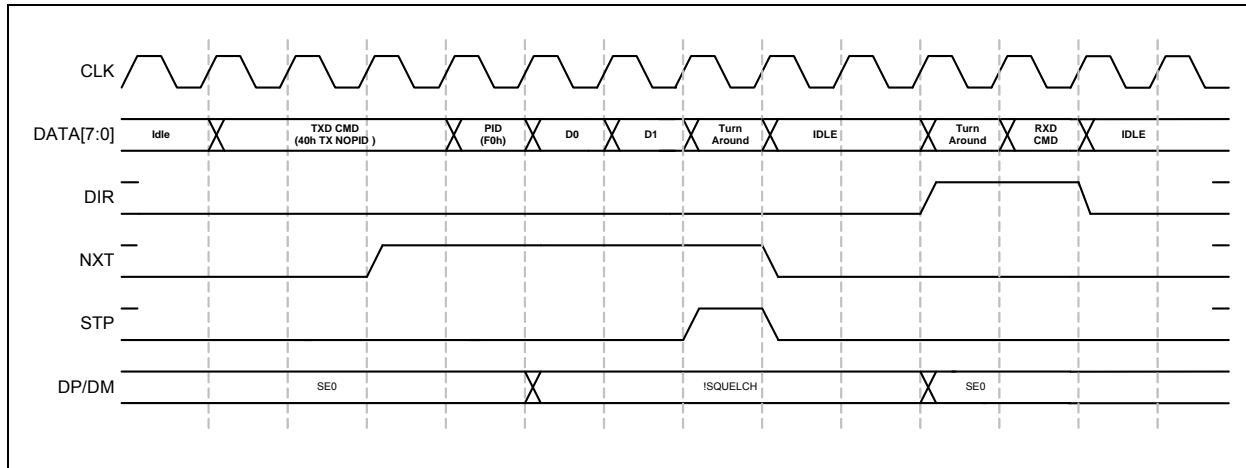 CLK
DATA[7:0]
Idle
TXD CMD
(40h TX NOPID )
PID
(F0h)
D0
D1
Turn
Around
IDLE
Turn
Around
RXD
CMD
IDLE
DIR
NXT
STP
DP/DM
SE0
!SQUELCH
SE0